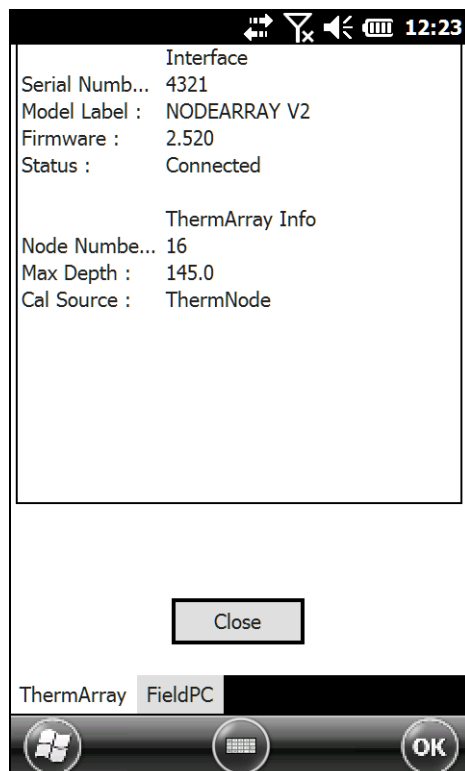 12:23
Interface
Serial Numb... 4321
Model Label : NODEARRAY V2
Firmware : 2.520
Status : Connected
ThermArray Info
Node Numbe... 16
Max Depth : 145.0
Cal Source : ThermNode
Close
ThermArray FieldPC
OK